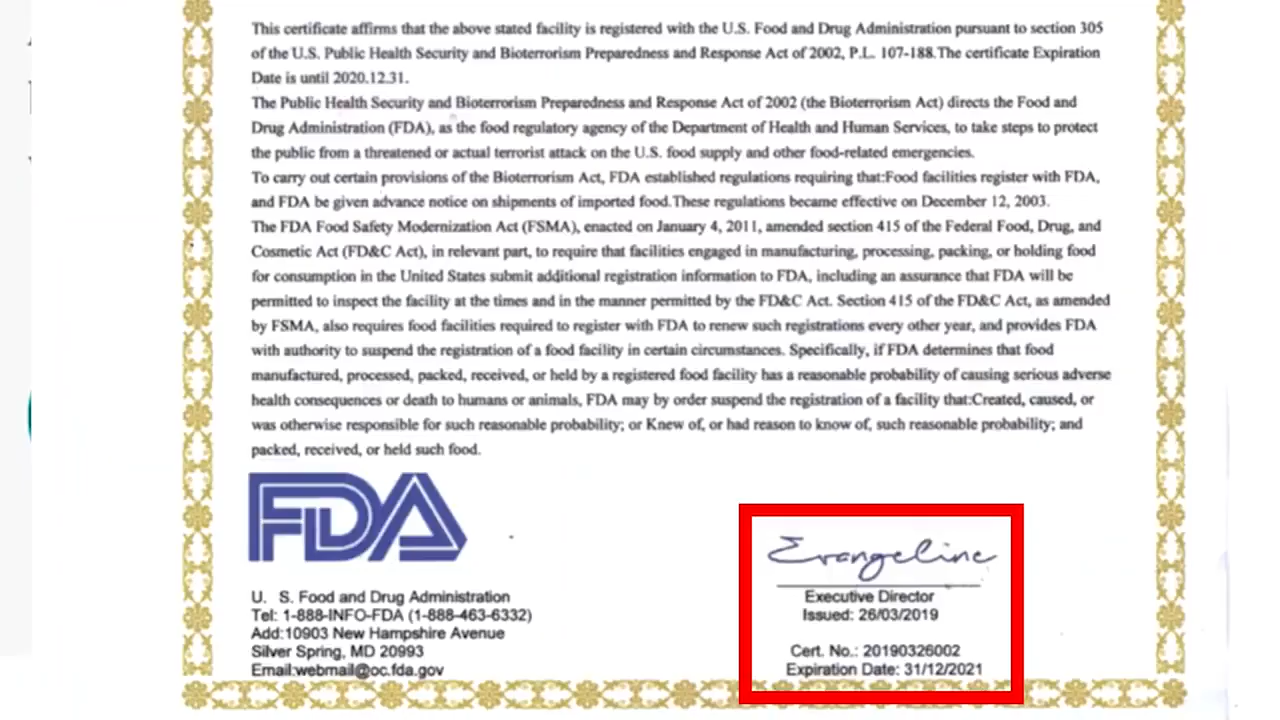 This certificate affirms that the above stated facility is registered with the U.S. Food and Drug Administration pursuant to section 305
of the U.S. Public Health Security and Bioterrorism Preparedness and Response Act of 2002, P.L. 107-188.The certificate Expiration
Date is until 2020.12.31.
The Public Health Security and Bioterrorism Preparedness and Response Act of 2002 (the Bioterrorism Act) directs the Food and
Drug Administration (FDA), as the food regulatory agency of the Department of Health and Human Services, to take steps to protect
the public from a threatened or actual terrorist attack on the U.S. food supply and other food-related emergencies.
To carry out certain provisions of the Bioterrorism Act, FDA established regulations requiring that:Food facilities register with FDA,
and FDA be given advance notice on shipments of imported food.These regulations became effective on December 12, 2003.
The FDA Food Safety Modernization Act (FSMA), enacted on January 4, 2011, amended section 415 of the Federal Food, Drug, and
Cosmetic Act (FD&C Act), in relevant part, to require that facilities engaged in manufacturing, processing, packing, or holding food
for consumption in the United States submit additional registration information to FDA, including an assurance that FDA will be
permitted to inspect the facility at the times and in the manner permitted by the FD&C Act. Section 415 of the FD&C Act, as amended
by FSMA, also requires food facilities required to register with FDA to renew such registrations every other year, and provides FDA
with authority to suspend the registration of a food facility in certain circumstances. Specifically, if FDA determines that food
manufactured, processed, packed, received, or held by a registered food facility has a reasonable probability of causing serious adverse
health consequences or death to humans or animals, FDA may by order suspend the registration of a facility that:Created, caused, or
was otherwise responsible for such reasonable probability; or Knew of, or had reason to know of, such reasonable probability; and
packed, received, or held such food.
FDA
U. S. Food and Drug Administration
Tel: 1-888-INFO-FDA (1-888-463-6332)
Add:10903 New Hampshire Avenue
Silver Spring, MD 20993
Email:webmail@oc.fda.gov
Evangeline
Executive Director
Issued: 26/03/2019
Cert. No.: 20190326002
Expiration Date: 31/12/2021